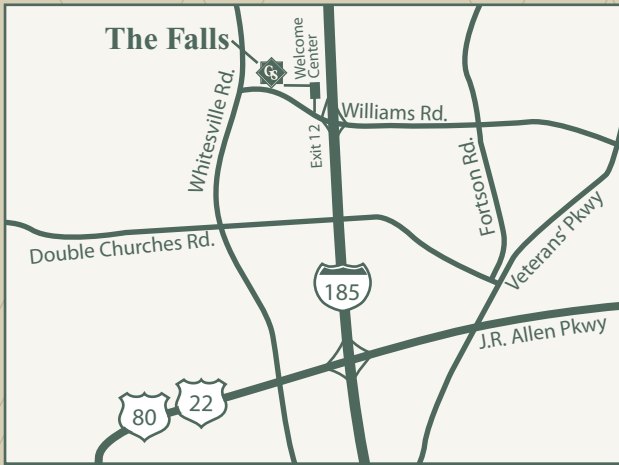 The Falls
GS
Welcome
Center
Whitesville Rd.
Williams Rd.
Exit 12
Fortson Rd.
Veterans' Pkwy
Double Churches Rd.
185
J.R. Allen Pkwy
22
80